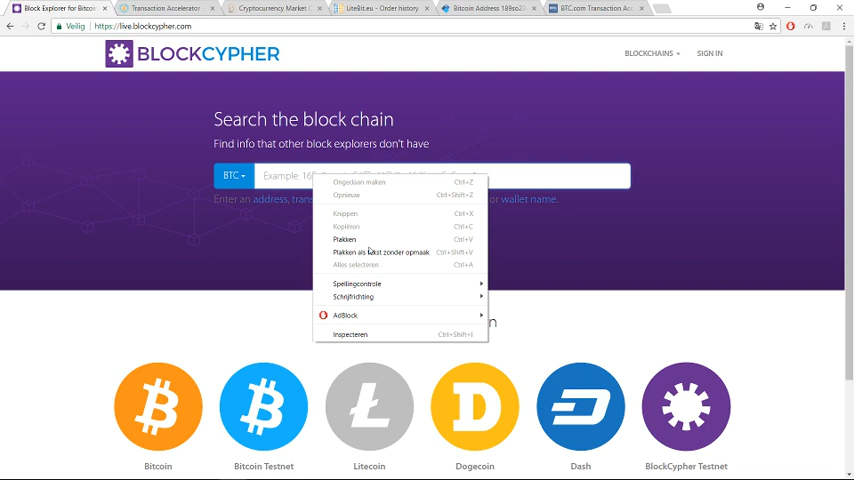 Block Explorer for Bitcoin
Transaction Accelerator
Cryptocurrency Market C
LiteBit.eu - Order history
Bitcoin Address 189so2
BTC.com Transaction Acc
Veilig
https://live.blockcypher.com
BLOCKCYPHER
BLOCKCHAINS
SIGN IN
Search the block chain
Find info that other block explorers don't have
BTC
Example: 16
Enter an address, trans
or wallet name.
Ongedaan maken Ctrl+Z
Opnieuw Ctrl+Shift+Z
Knippen Ctrl+X
Kopiëren Ctrl+C
Plakken Ctrl+V
Plakken als tekst zonder opmaak Ctrl+Shift+V
Alles selecteren Ctrl+A
Spellingcontrole
Schrijfrichting
AdBlock
Inspecteren Ctrl+Shift+I
n
Bitcoin
Bitcoin Testnet
Litecoin
Dogecoin
Dash
BlockCypher Testnet